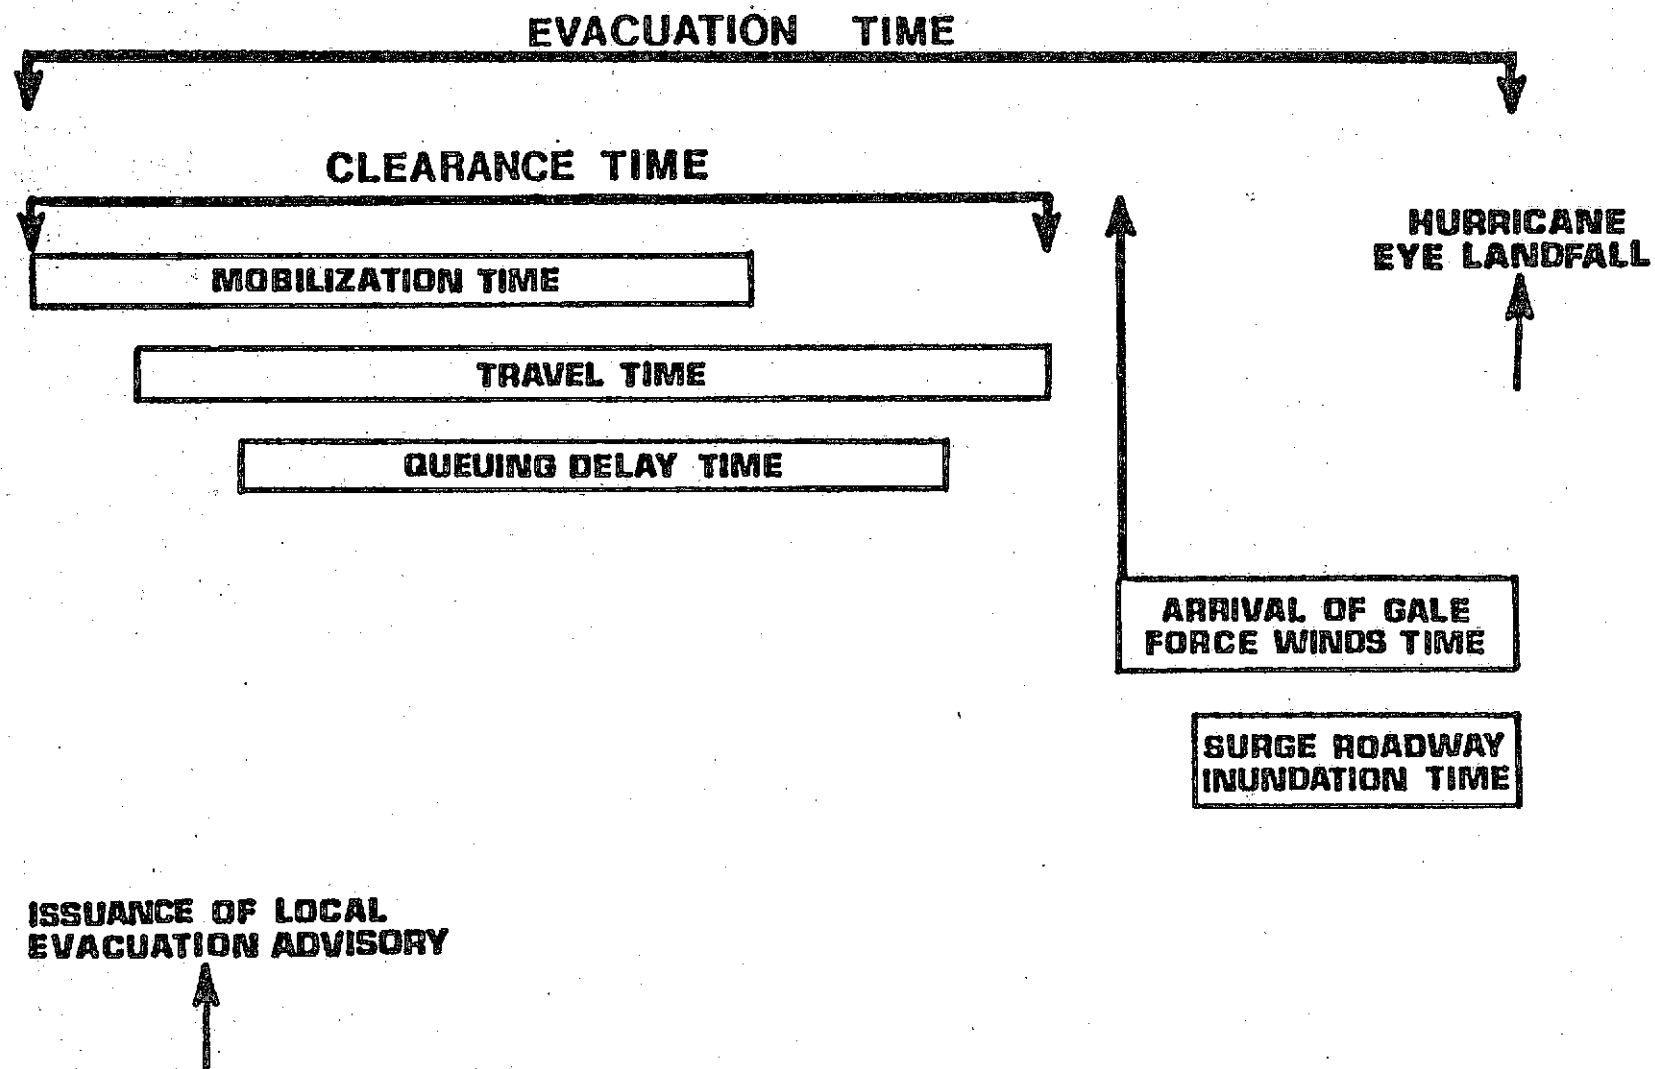 EVACUATION TIME
CLEARANCE TIME
HURRICANE
EYE LANDFALL
MOBILIZATION TIME
TRAVEL TIME
QUEUING DELAY TIME
ARRIVAL OF GALE
FORCE WINDS TIME
SURGE ROADWAY
INUNDATION TIME
ISSUANCE OF LOCAL
EVACUATION ADVISORY